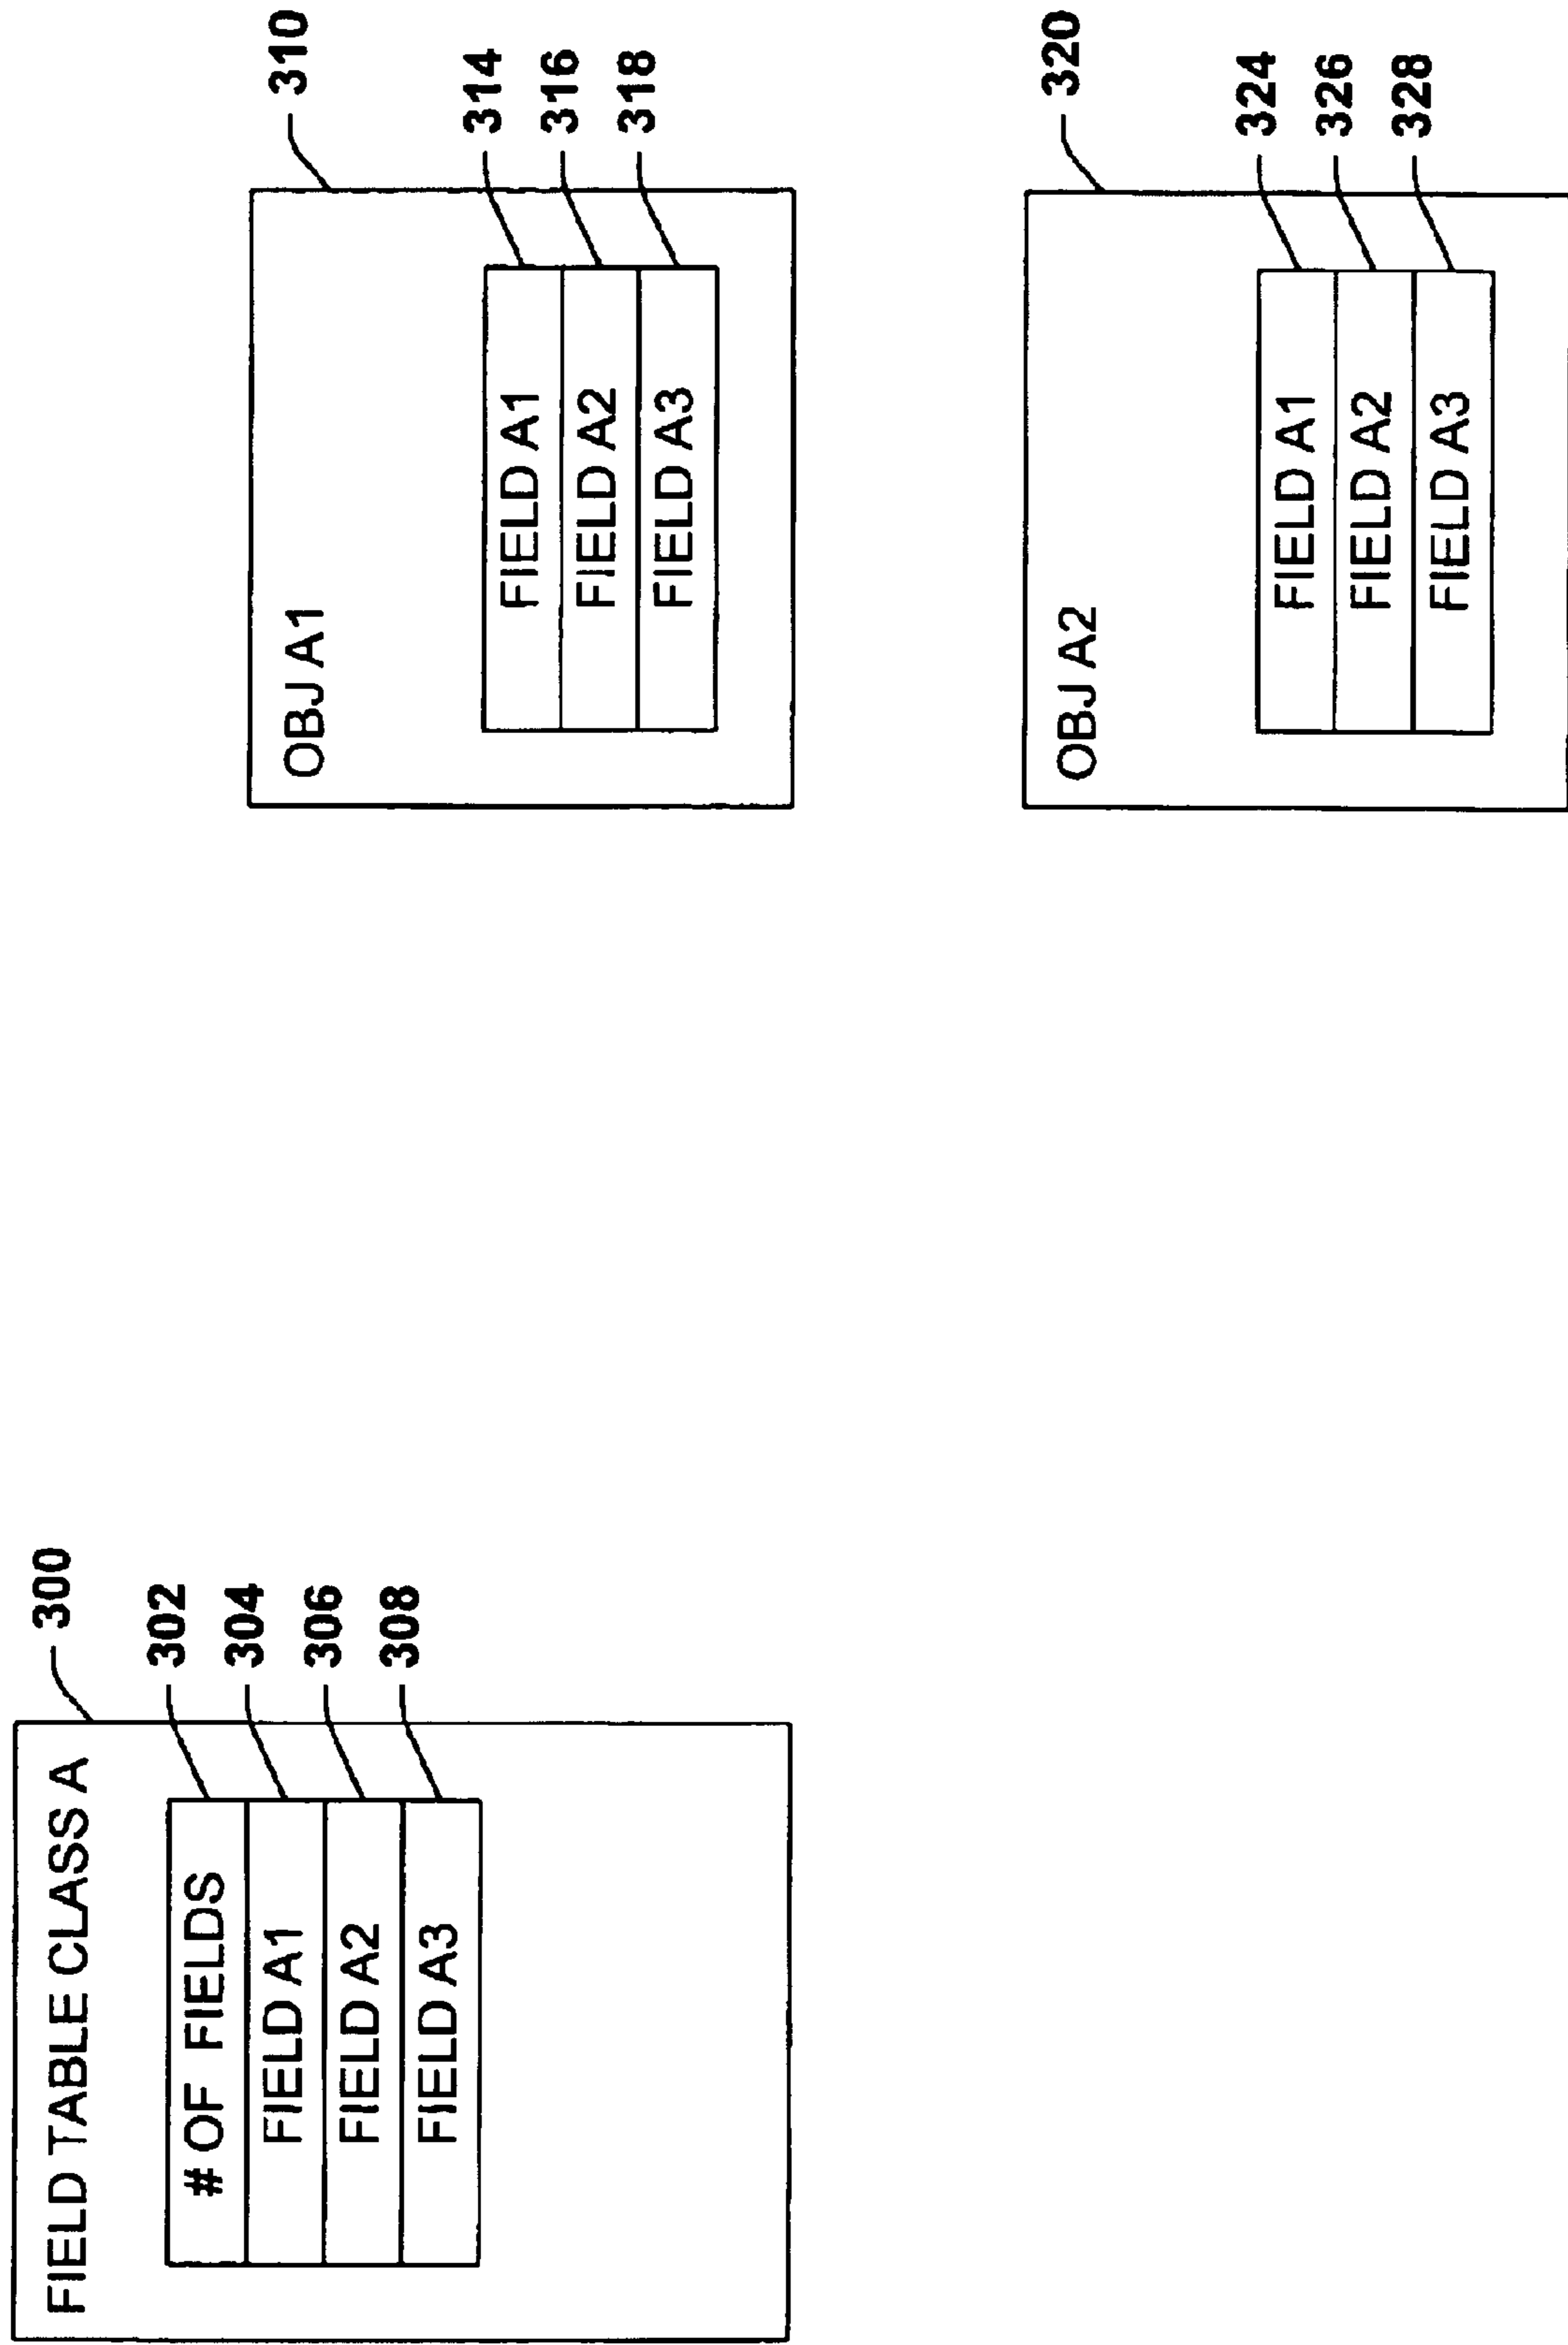 FIELD TABLE CLASS A
300
# OF FIELDS
302
FIELD A1
304
FIELD A2
306
FIELD A3
308
OBJ A1
310
FIELD A1
314
FIELD A2
316
FIELD A3
318
OBJ A2
320
FIELD A1
324
FIELD A2
326
FIELD A3
328